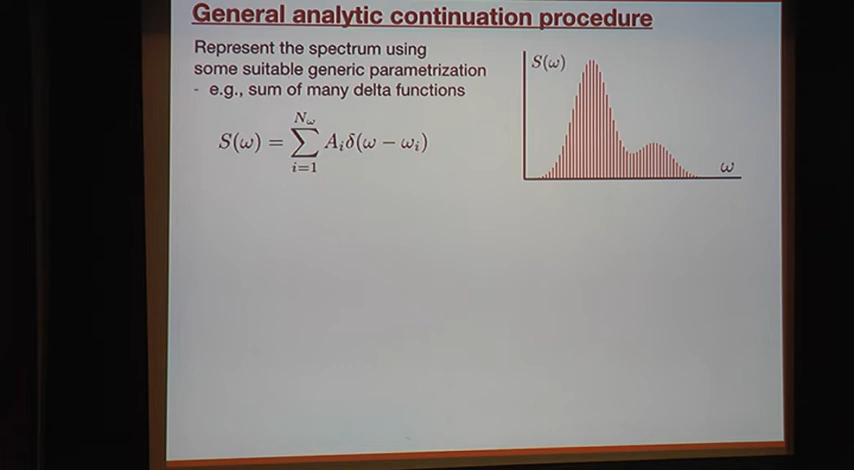 General analytic continuation procedure
Represent the spectrum using
some suitable generic parametrization
- e.g., sum of many delta functions
S(ω) = \sum_{i=1}^{N_ω} A_i δ(ω − ω_i)
S(ω)
ω